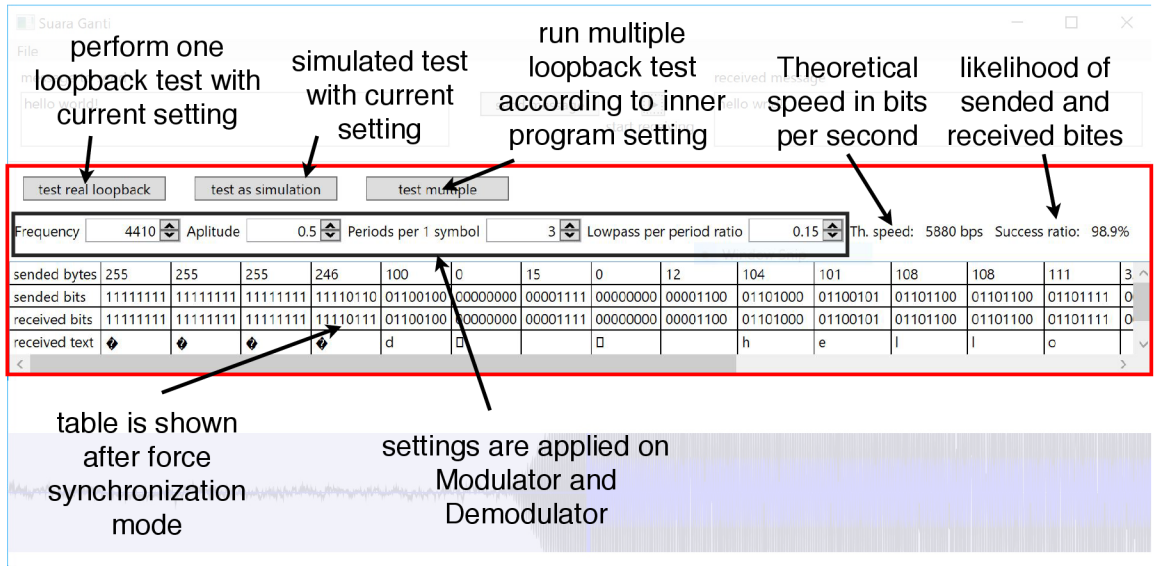 Suara Ganti
File
perform one
loopback test with
current setting
simulated test
with current
setting
run multiple
loopback test
according to inner
program setting
received message
Theoretical
speed in bits
per second
likelihood of
sended and
received bites
hello world!
test real loopback test as simulation test multiple
Frequency 4410 Aplitude 0.5 Periods per 1 symbol 3 Lowpass per period ratio 0.15 Th. speed: 5880 bps Success ratio: 98.9%
sended bytes 255 255 255 246 100 0 15 0 12 104 101 108 108 111 3
sended bits 11111111 11111111 11111111 11110110 01100100 00000000 00001111 00000000 00001100 01101000 01100101 01101100 01101100 01101111
received bits 11111111 11111111 11111111 11110111 01100100 00000000 00001111 00000000 00001100 01101000 01100101 01101100 01101100 01101111
received text � � � � d □ □ h e l l o
table is shown
after force
synchronization
mode
settings are applied on
Modulator and
Demodulator